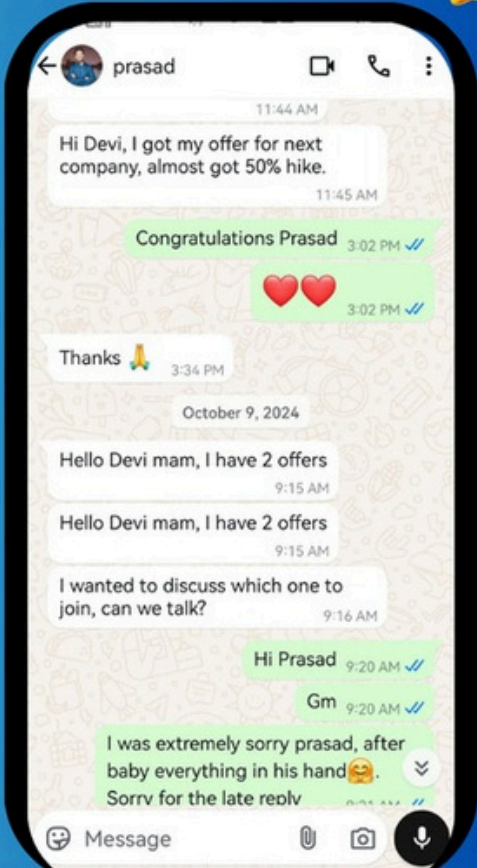 prasad
11:44 AM
Hi Devi, I got my offer for next
company, almost got 50% hike.
11:45 AM
Congratulations Prasad 3:02 PM
❤️❤️ 3:02 PM
Thanks 🙏 3:34 PM
October 9, 2024
Hello Devi mam, I have 2 offers
9:15 AM
Hello Devi mam, I have 2 offers
9:15 AM
I wanted to discuss which one to
join, can we talk? 9:16 AM
Hi Prasad 9:20 AM
Gm 9:20 AM
I was extremely sorry prasad, after
baby everything in his hand🤗.
Sorry for the late reply 9:21 AM
Message